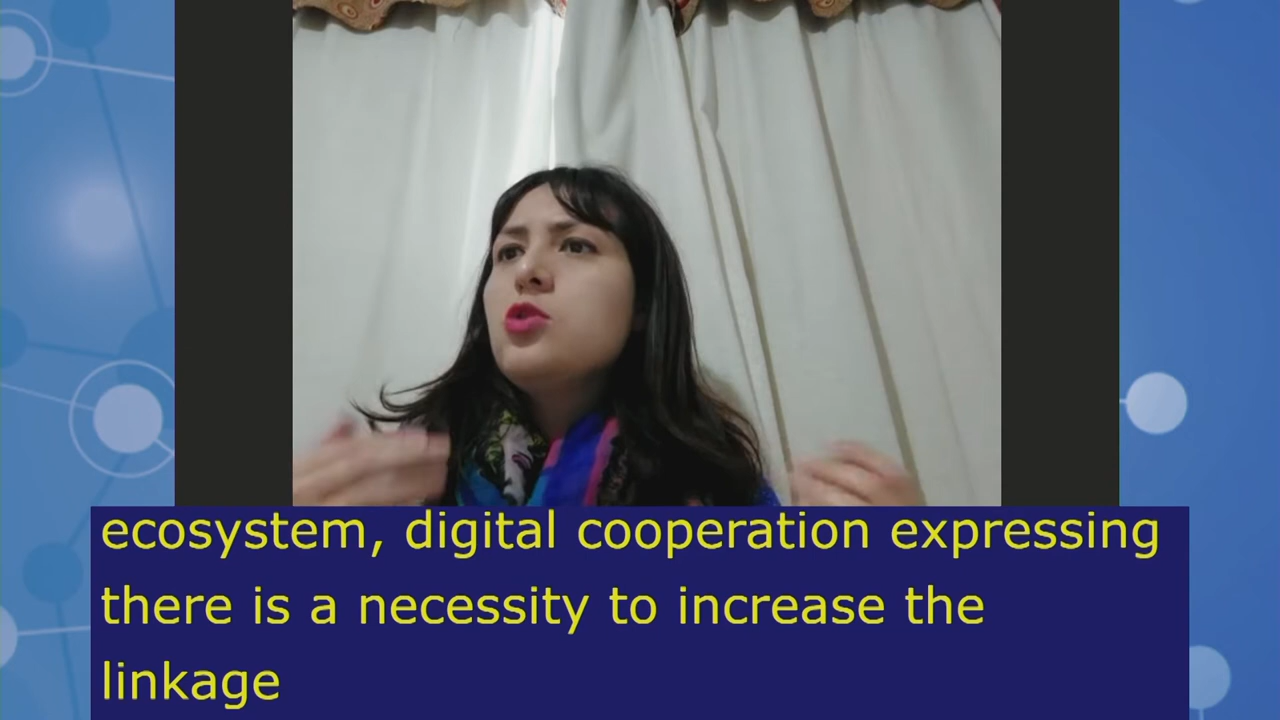 ecosystem, digital cooperation expressing
there is a necessity to increase the
linkage